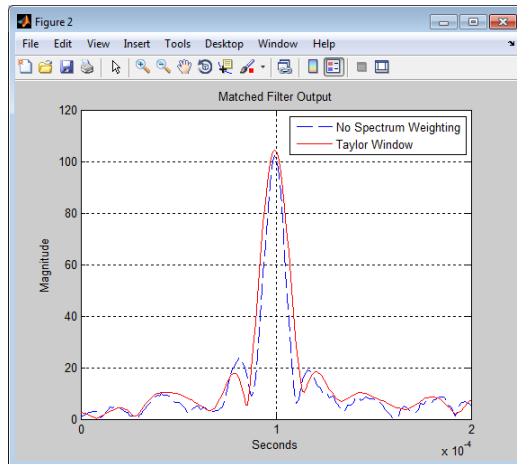 Figure 2
File Edit View Insert Tools Desktop Window Help
Matched Filter Output
No Spectrum Weighting
Taylor Window
120
100
80
60
40
20
0
Magnitude
0 1 2
Seconds
x 10^-4